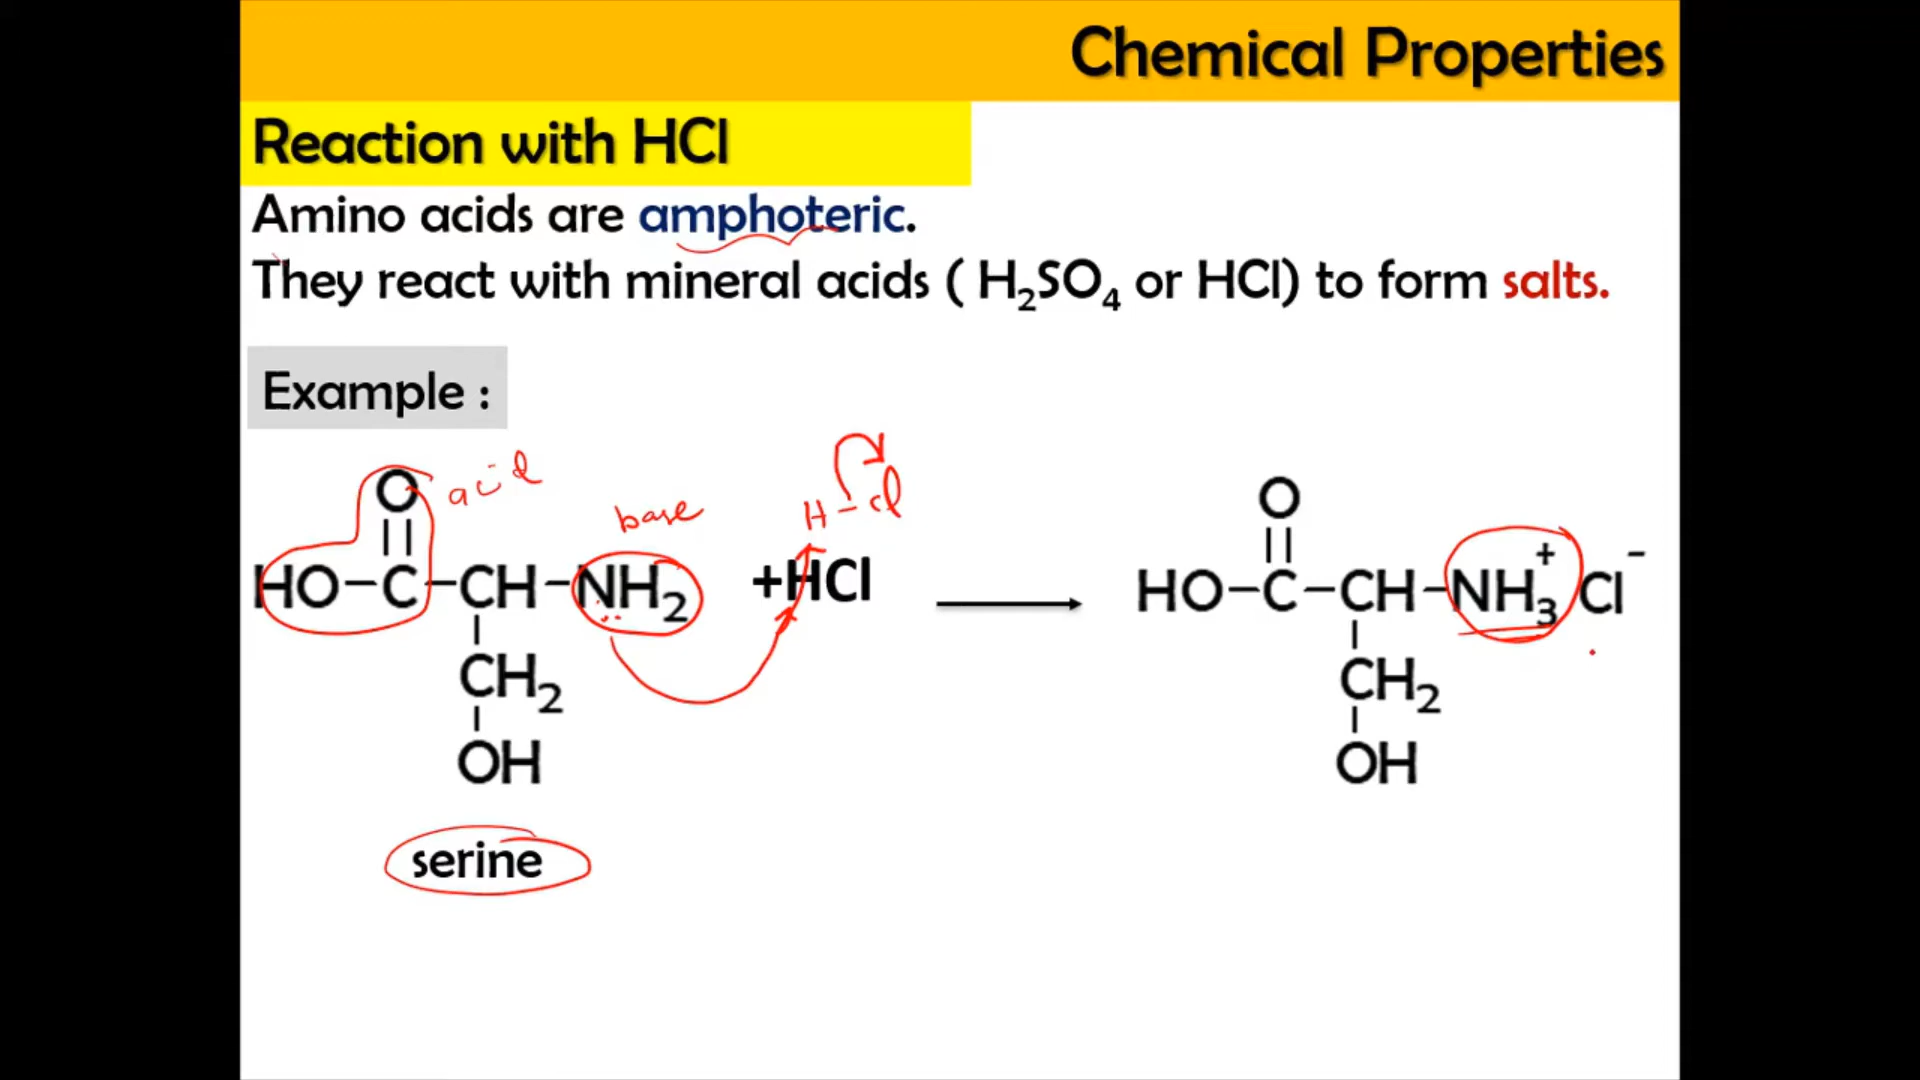 Chemical Properties
Reaction with HCl
Amino acids are amphoteric.
They react with mineral acids ( H₂SO₄ or HCl) to form salts.
Example :
acid
base
H-Cl
O
||
HO-C-CH-NH₂ +HCl
CH₂
OH
serine
O
||
HO-C-CH-NH₃⁺Cl⁻
CH₂
OH